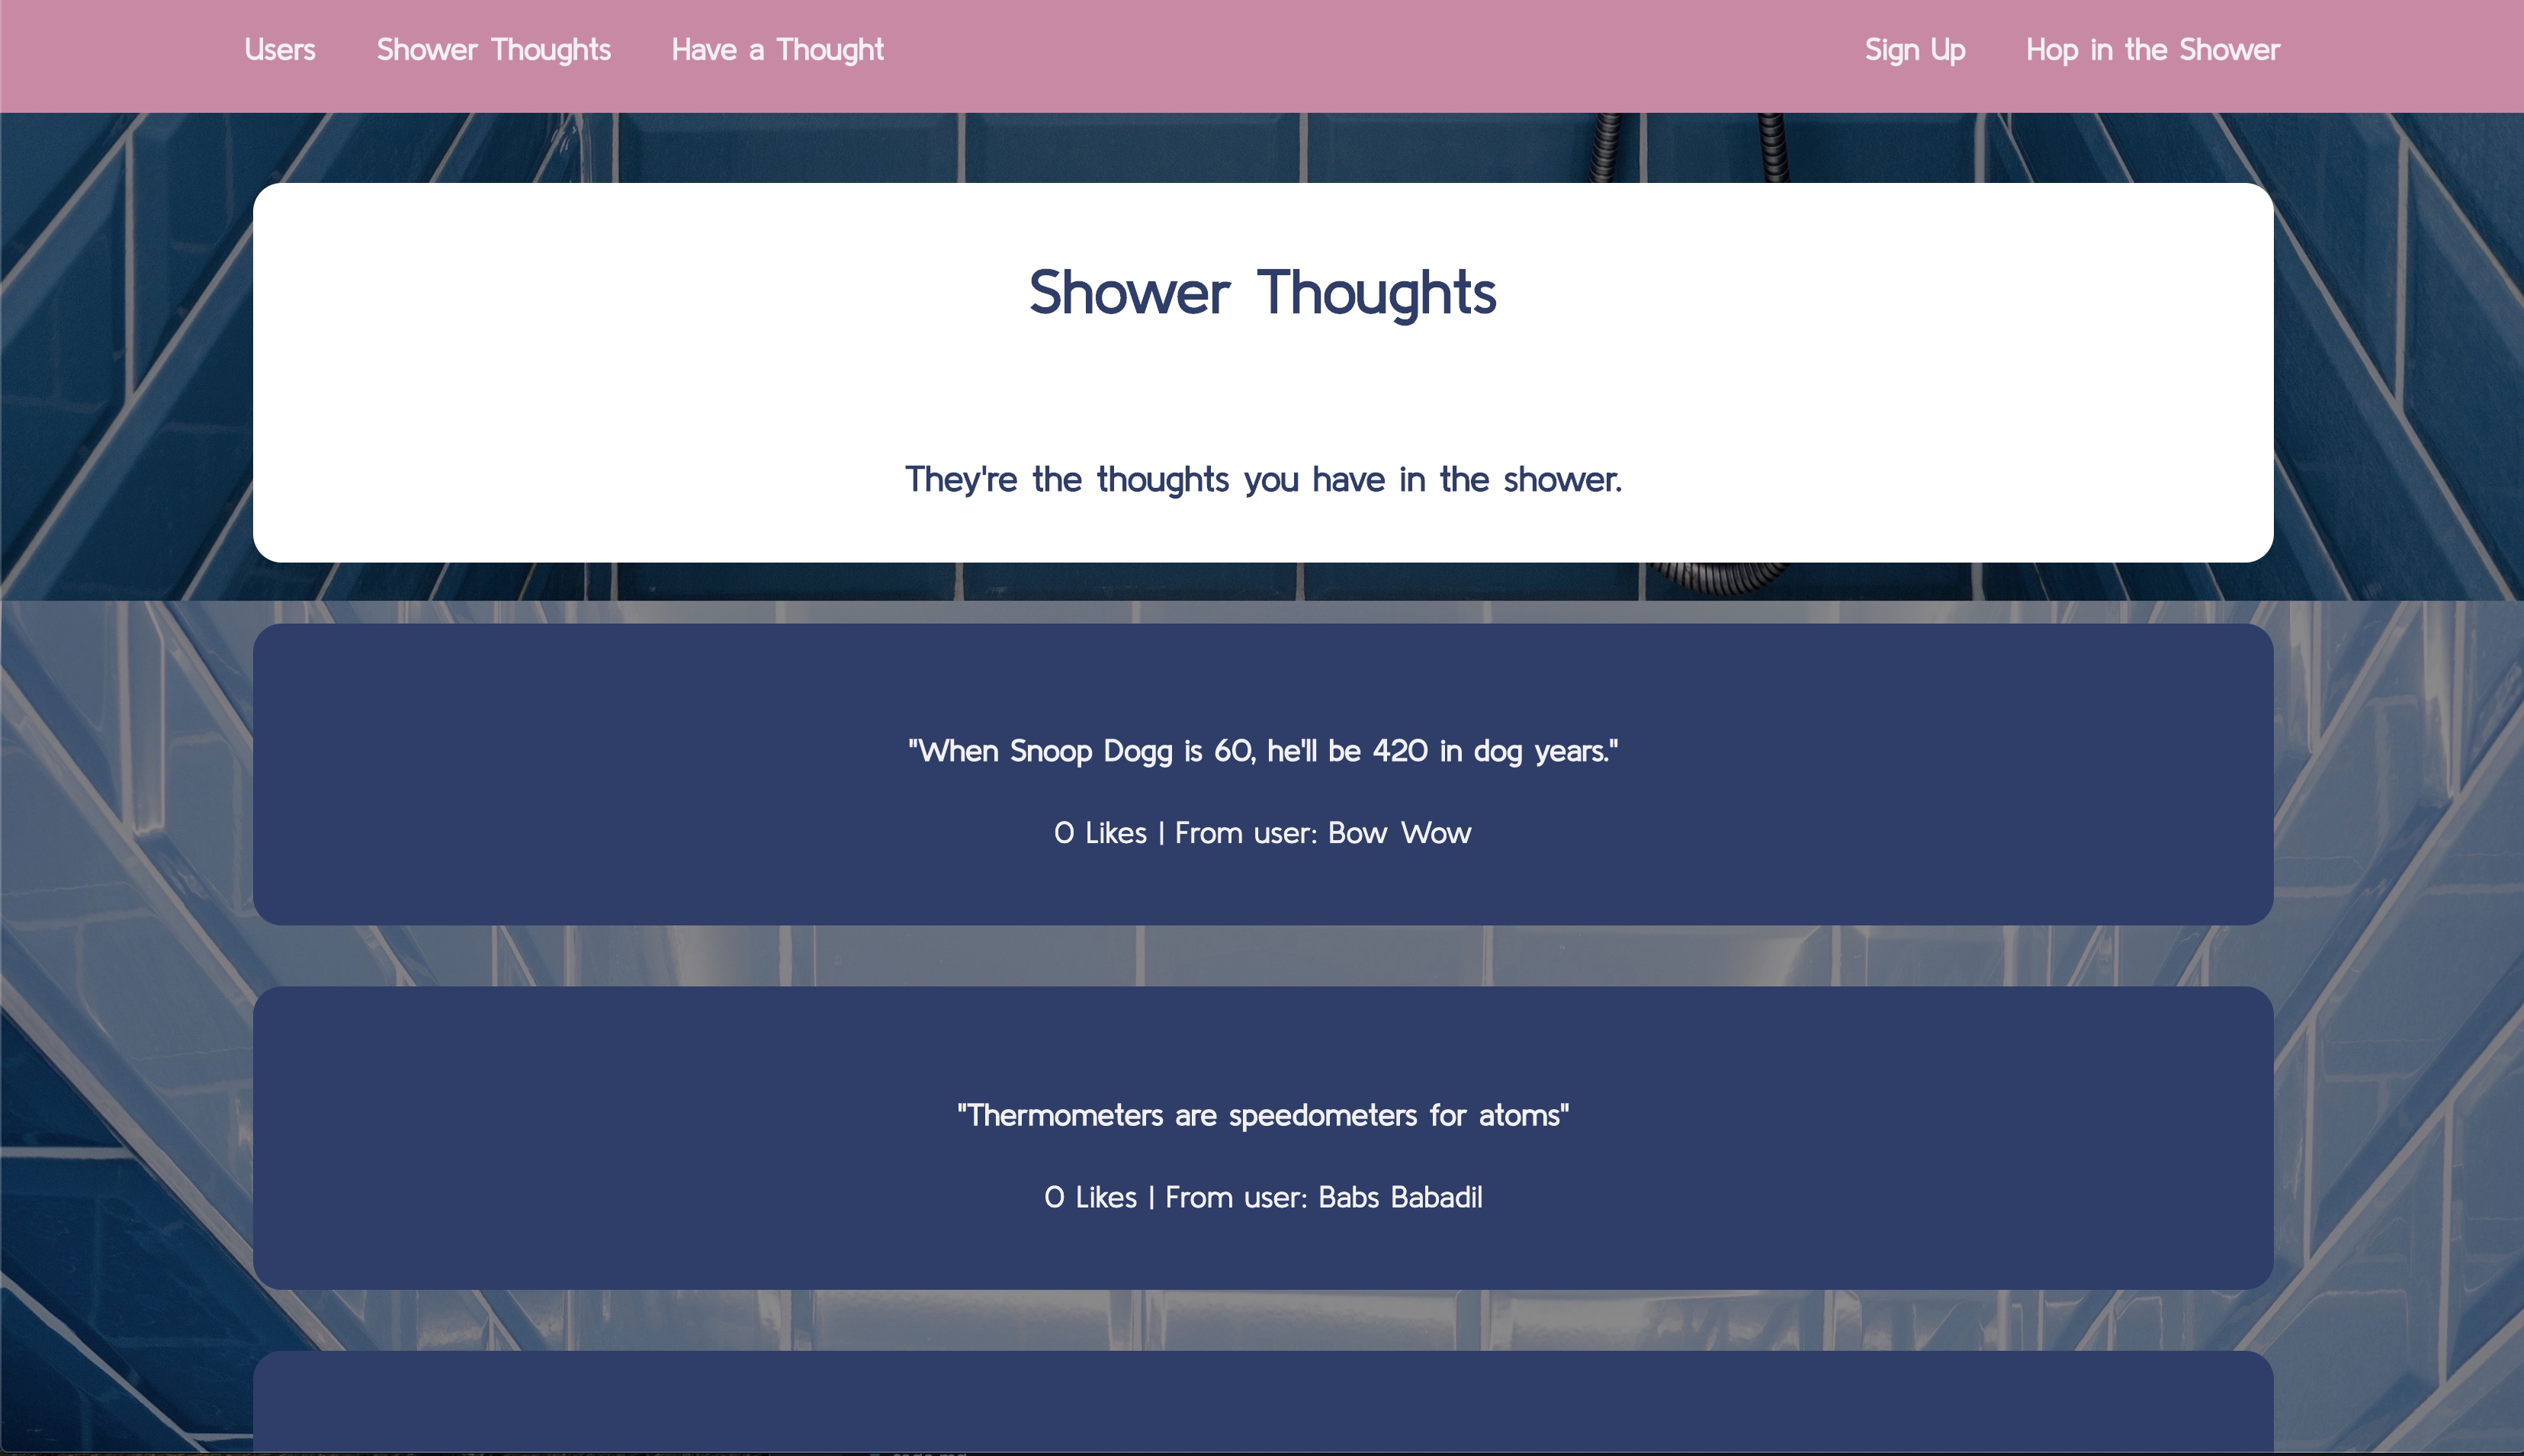 Users Shower Thoughts Have a Thought Sign Up Hop in the Shower
Shower Thoughts
They're the thoughts you have in the shower.
"When Snoop Dogg is 60, he'll be 420 in dog years."
0 Likes | From user: Bow Wow
"Thermometers are speedometers for atoms"
0 Likes | From user: Babs Babadil